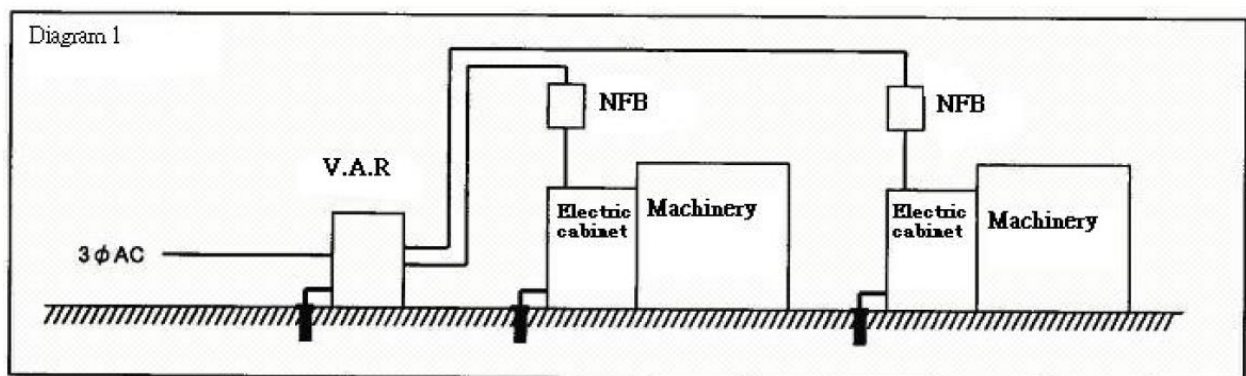 Diagram 1
NFB
NFB
V.A.R
Electric
cabinet
Machinery
Electric
cabinet
Machinery
3 ϕ AC